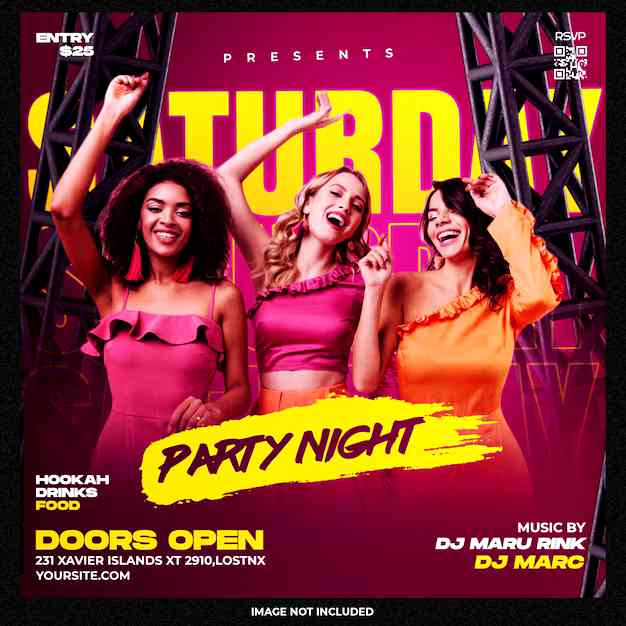 ENTRY
$25
PRESENTS
RSVP
SATURDAY
PARTY NIGHT
HOOKAH
DRINKS
FOOD
DOORS OPEN
231 XAVIER ISLANDS XT 2910,LOSTNX
YOURSITE.COM
MUSIC BY
DJ MARU RINK
DJ MARC
IMAGE NOT INCLUDED